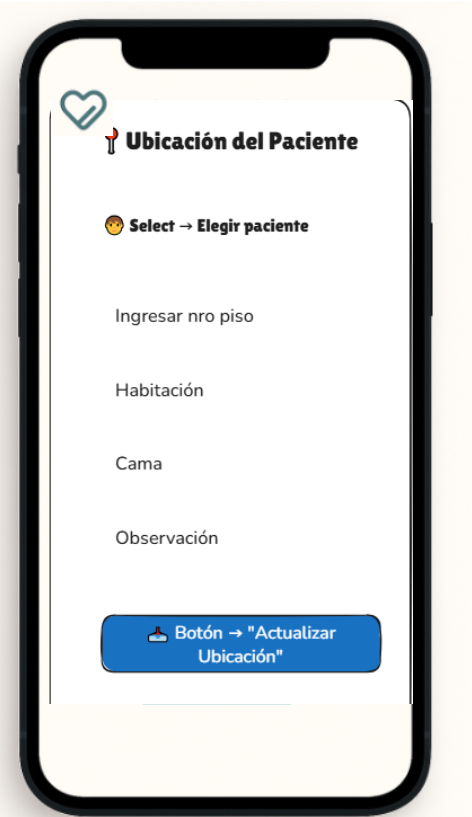 Ubicación del Paciente
Select → Elegir paciente
Ingresar nro piso
Habitación
Cama
Observación
Botón → "Actualizar
Ubicación"